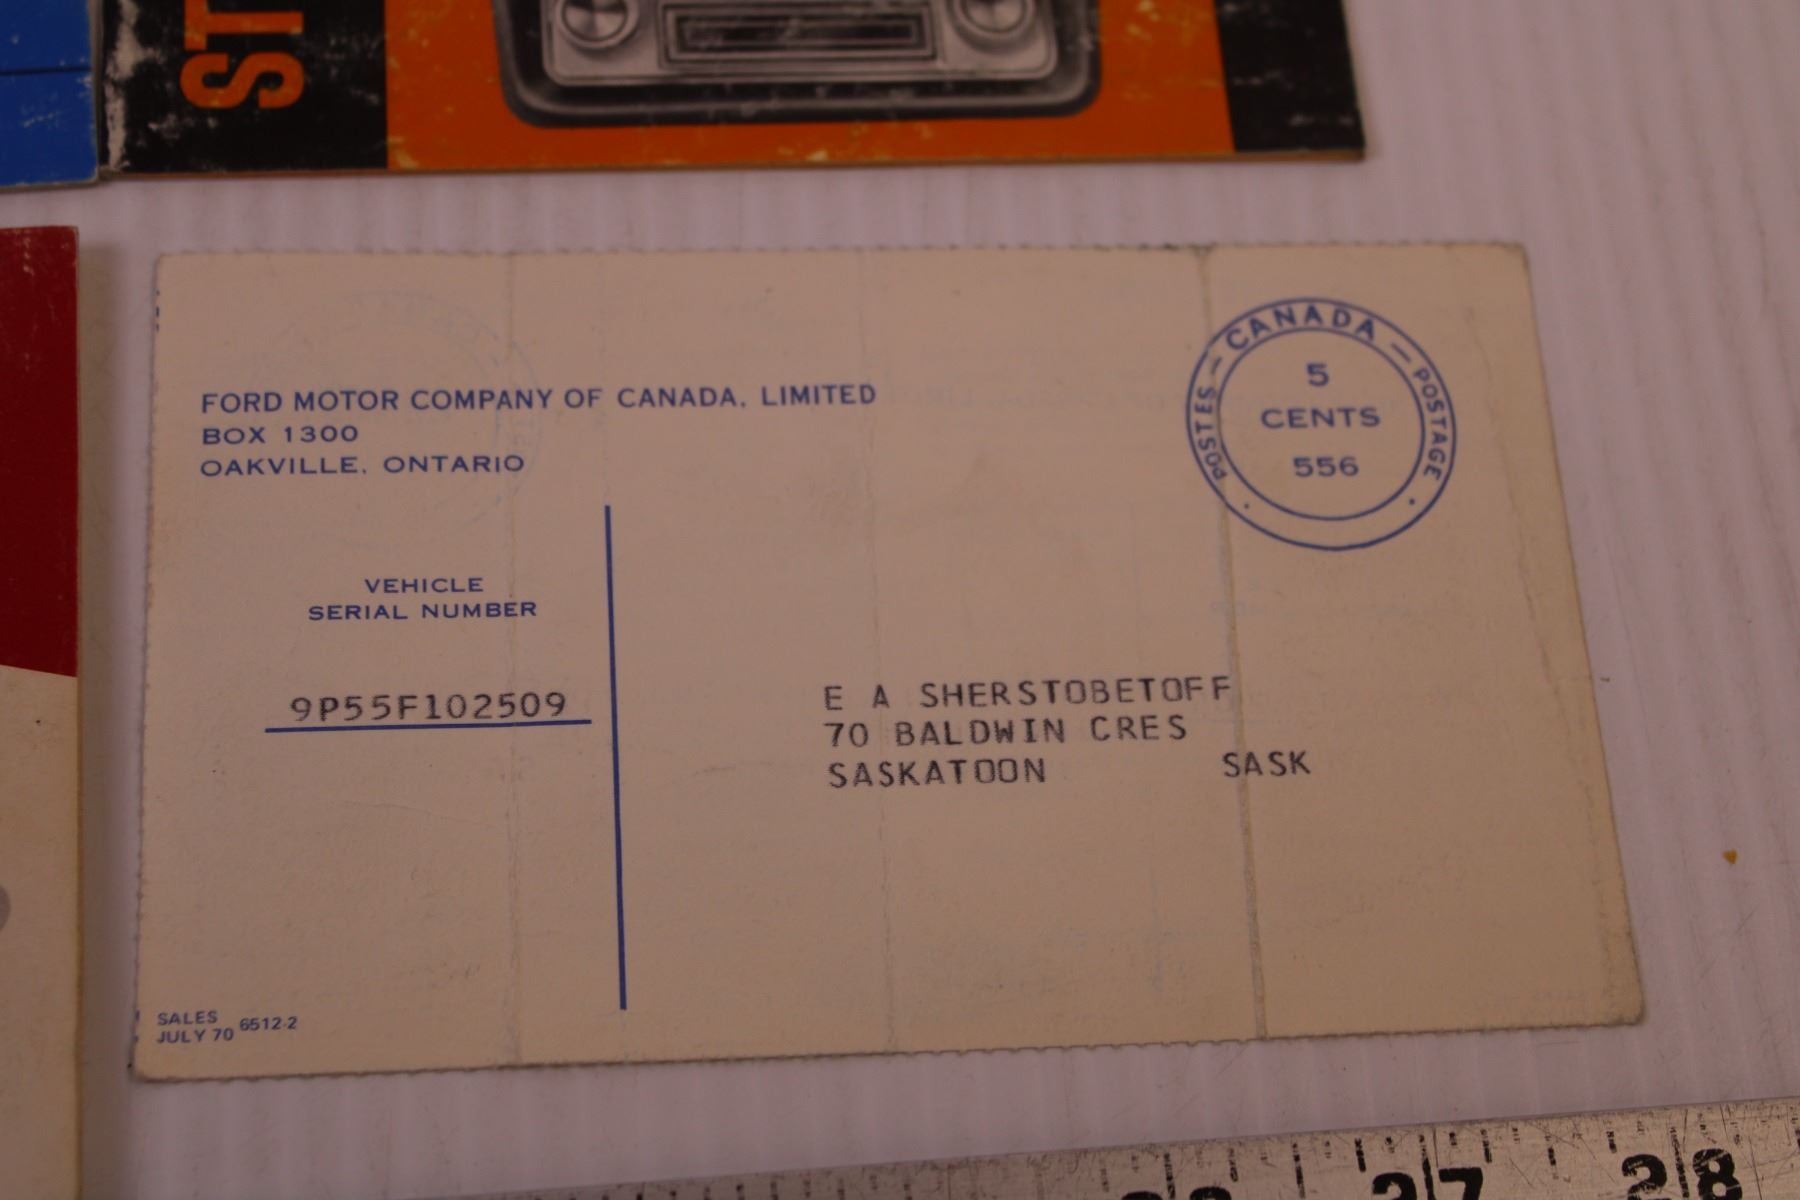 ST
FORD MOTOR COMPANY OF CANADA, LIMITED
BOX 1300
OAKVILLE, ONTARIO
CANADA — POSTAGE
POSTES —
5
CENTS
556
VEHICLE
SERIAL NUMBER
9P55F102509
E A SHERSTOBETOFF
70 BALDWIN CRES
SASKATOON SASK
SALES
JULY 70 6512-2
27 28